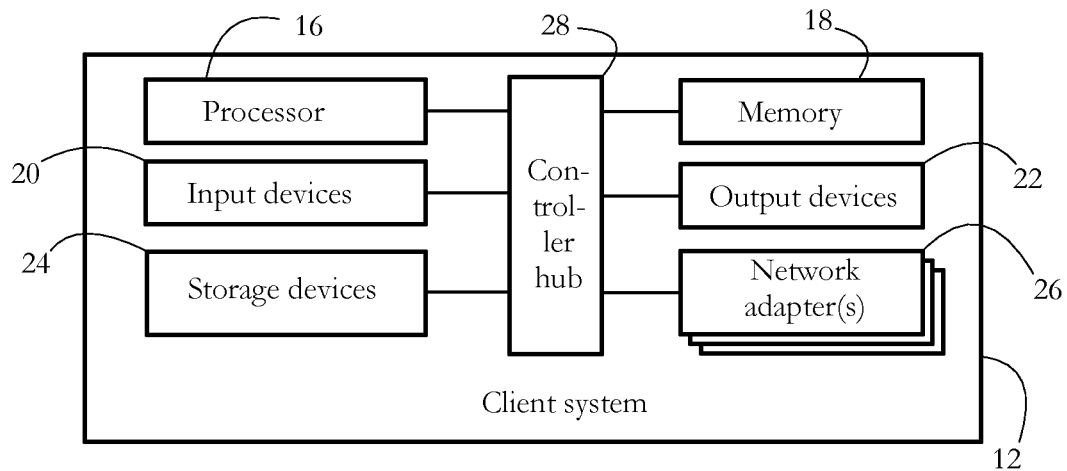 16
28
18
Processor
Memory
20
Input devices
Con-
trol-
ler
hub
Output devices
22
24
Storage devices
Network
adapter(s)
26
Client system
12